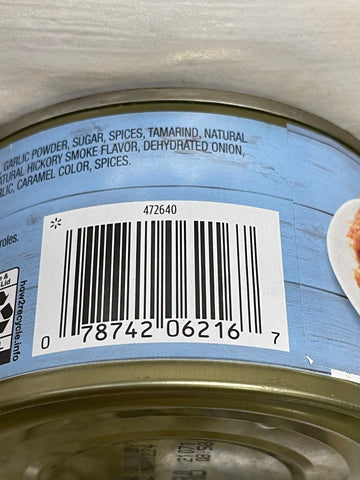 GARLIC POWDER, SUGAR, SPICES, TAMARIND, NATURAL
NATURAL HICKORY SMOKE FLAVOR, DEHYDRATED ONION,
CARAMEL COLOR, SPICES.
472640
0 78742 06216 7
&
Lid
how2recycle.info